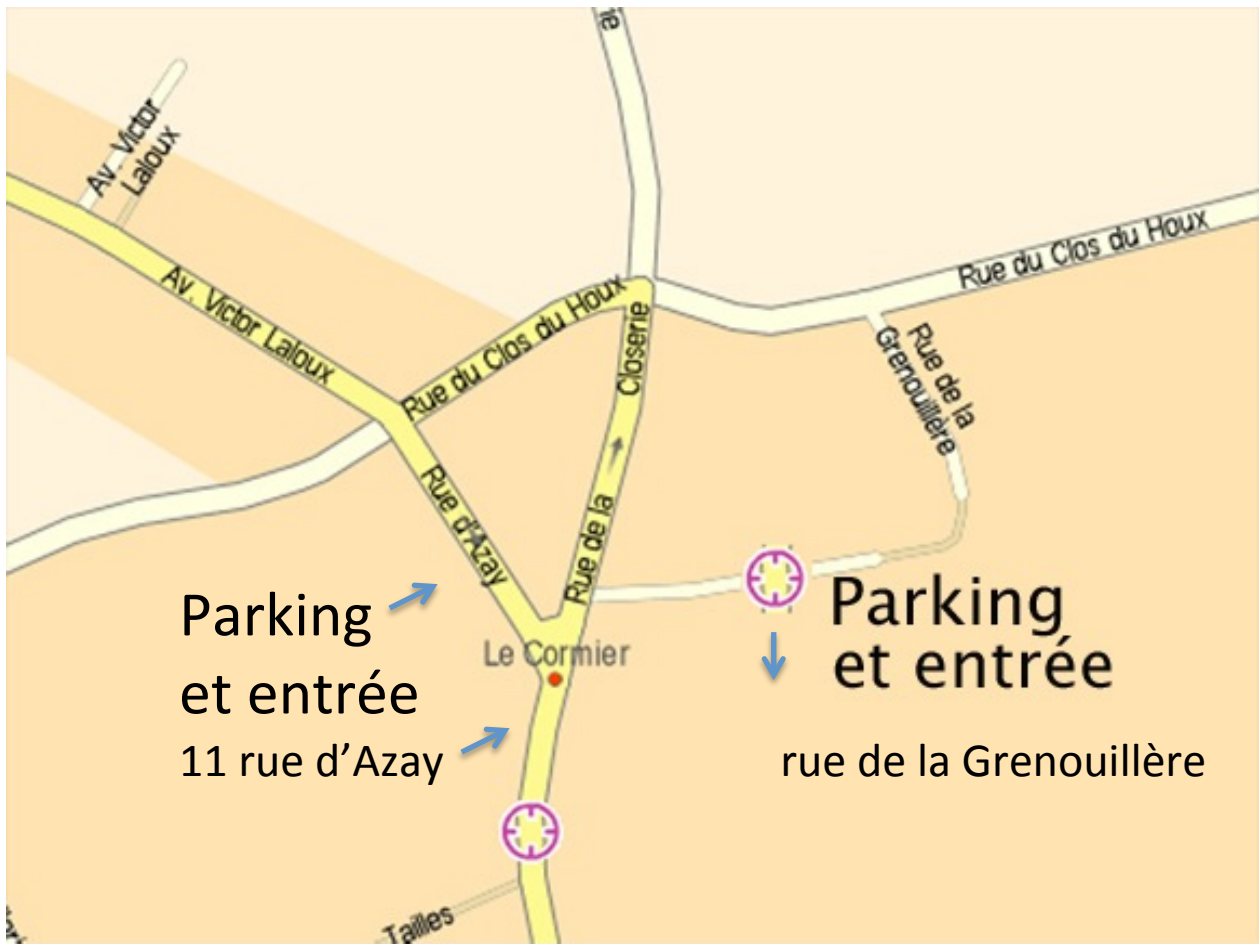 ie
Av. Victor
Laloux
Rue du Clos du Houx
Av. Victor Laloux
Rue du Clos du Houx
Closerie
Rue de la
Grenouillère
Rue d'Azay
Rue de la
Parking
et entrée
11 rue d’Azay
Le Cormier
Parking
et entrée
rue de la Grenouillère
Tailles